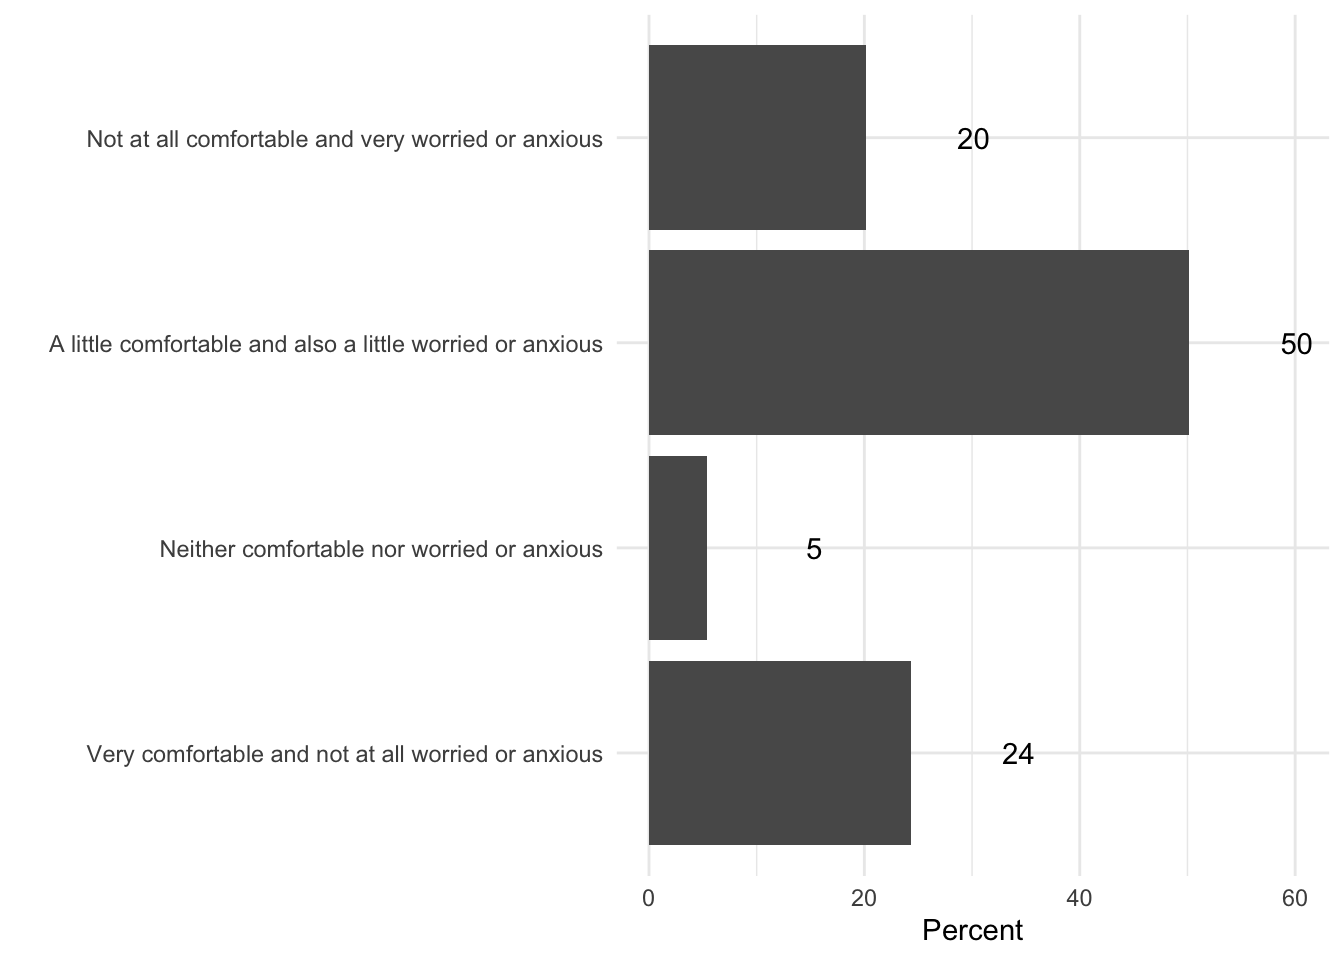 Not at all comfortable and very worried or anxious
20
A little comfortable and also a little worried or anxious
50
Neither comfortable nor worried or anxious
5
Very comfortable and not at all worried or anxious
24
0 20 40 60
Percent